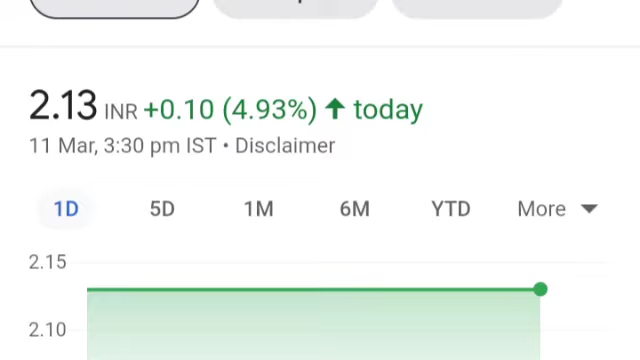 2.13 INR +0.10 (4.93%) ↑ today
11 Mar, 3:30 pm IST • Disclaimer
1D 5D 1M 6M YTD More
2.15
2.10